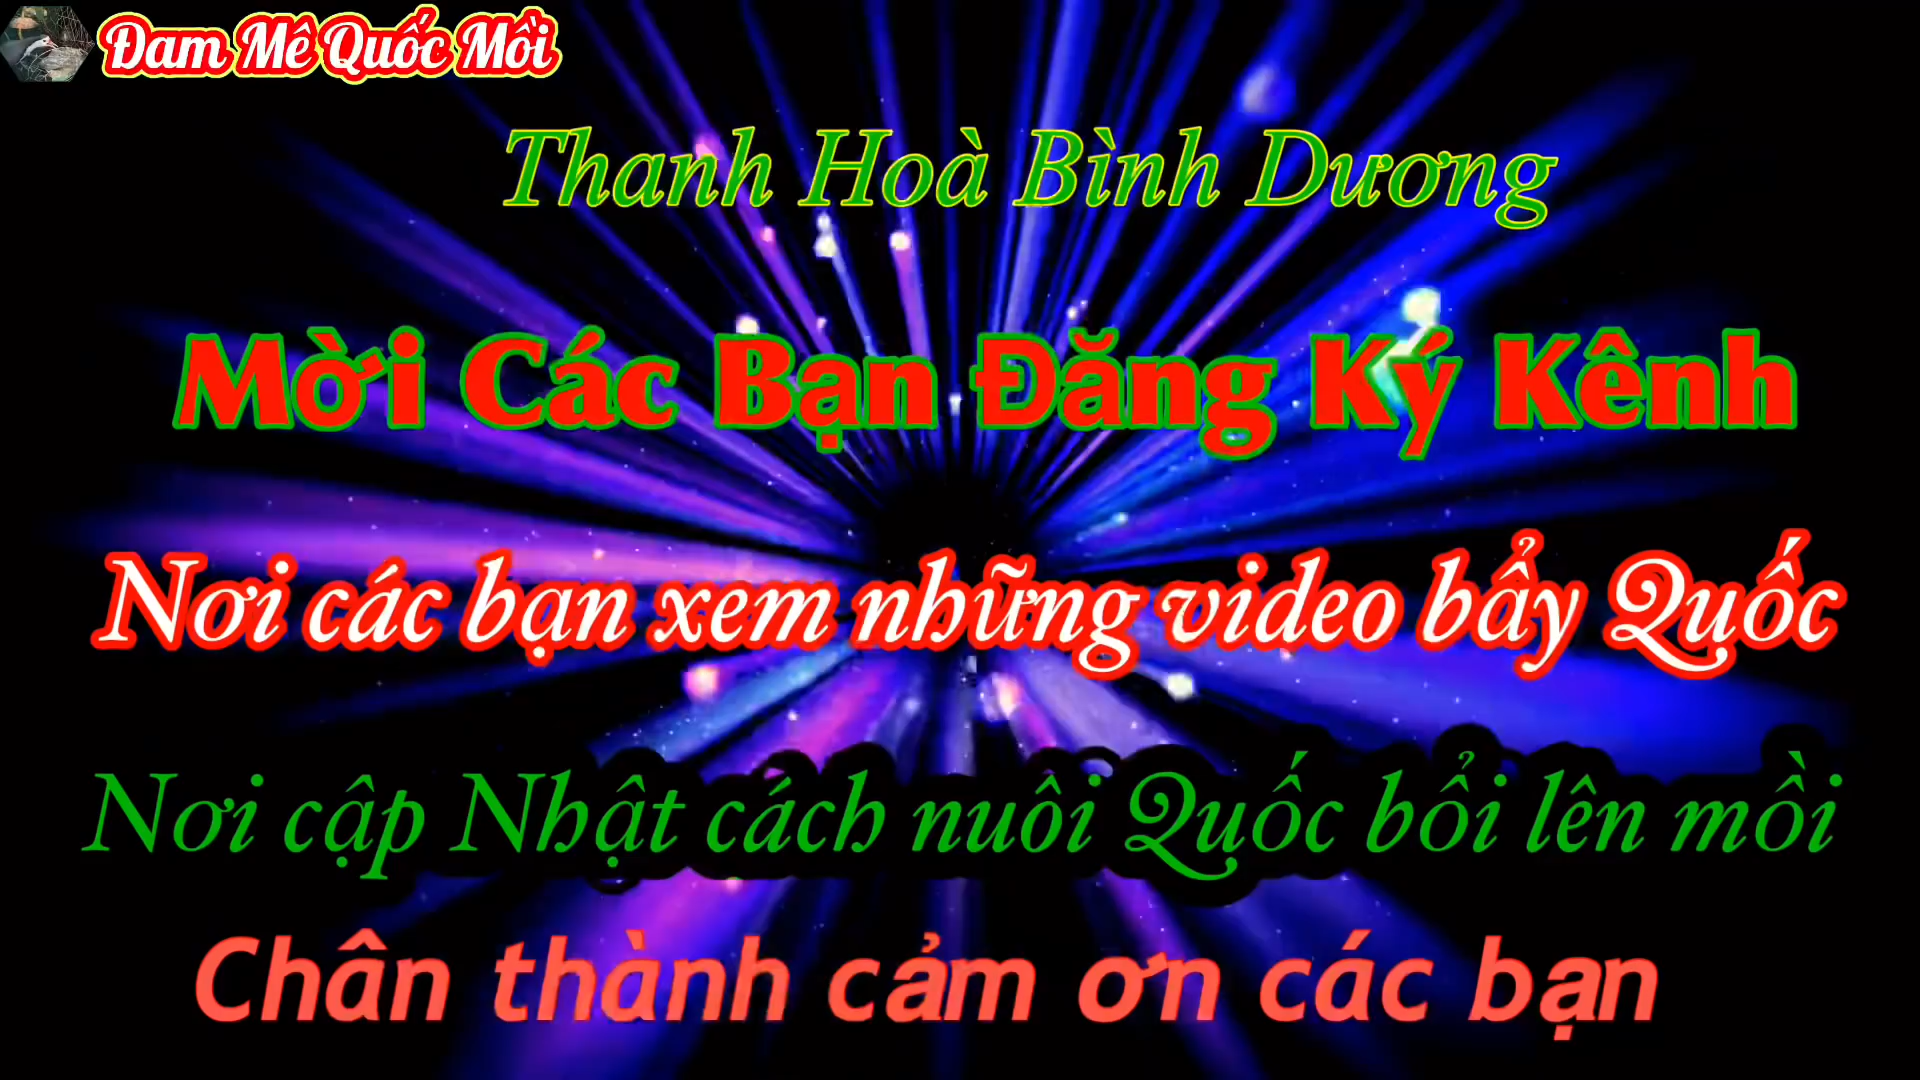 Đam Mê Quốc Mồi
Thanh Hoà Bình Dương
Mời Các Bạn Đăng Ký Kênh
Nơi các bạn xem những video bẩy Quốc
Nơi cập Nhật cách nuôi Quốc bổi lên mồi
Chân thành cảm ơn các bạn